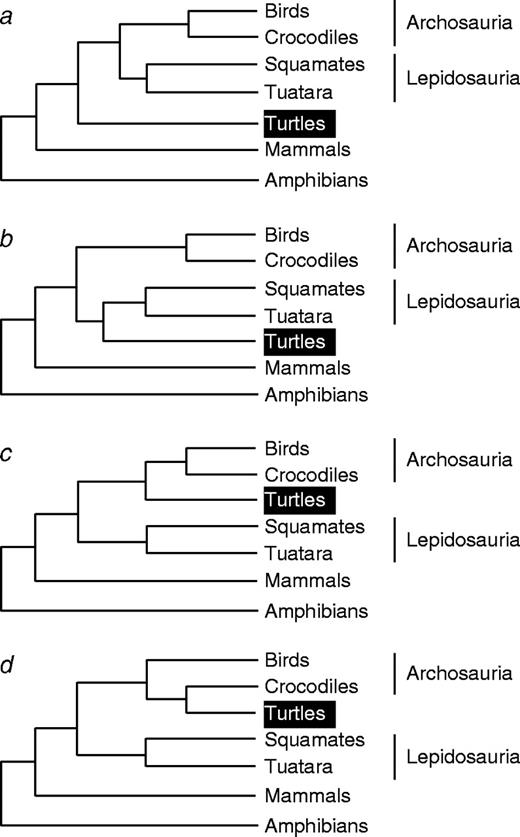 a
Birds
Crocodiles
Archosauria
Squamates
Tuatara
Lepidosauria
Turtles
Mammals
Amphibians
b
Birds
Crocodiles
Archosauria
Squamates
Tuatara
Lepidosauria
Turtles
Mammals
Amphibians
c
Birds
Crocodiles
Archosauria
Turtles
Squamates
Tuatara
Lepidosauria
Mammals
Amphibians
d
Birds
Crocodiles
Archosauria
Turtles
Squamates
Tuatara
Lepidosauria
Mammals
Amphibians